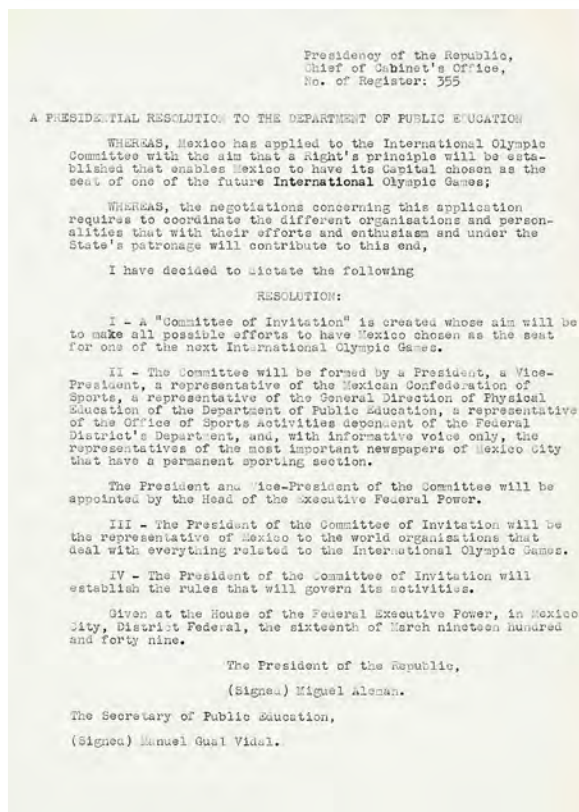 Presidency of the Republic,
Chief of Cabinet's Office,
No. of Register: 355
A PRESIDENTIAL RESOLUTION TO THE DEPARTMENT OF PUBLIC EDUCATION
WHEREAS, Mexico has applied to the International Olympic
Committee with the aim that a Right's principle will be esta-
blished that enables Mexico to have its Capital chosen as the
seat of one of the future International Olympic Games;
WHEREAS, the negotiations concerning this application
requires to coordinate the different organisations and person-
alities that with their efforts and enthusiasm and under the
State's patronage will contribute to this end,
I have decided to dictate the following
RESOLUTION:
I - A "Committee of Invitation" is created whose aim will be
to make all possible efforts to have Mexico chosen as the seat
for one of the next International Olympic Games.
II - The Committee will be formed by a President, a Vice-
President, a representative of the Mexican Confederation of
Sports, a representative of the General Direction of Physical
Education of the Department of Public Education, a representative
of the Office of Sports Activities dependent of the Federal
District's Department, and, with informative voice only, the
representatives of the most important newspapers of Mexico City
that have a permanent sporting section.
The President and Vice-President of the Committee will be
appointed by the Head of the Executive Federal Power.
III - The President of the Committee of Invitation will be
the representative of Mexico to the world organisations that
deal with everything related to the International Olympic Games.
IV - The President of the Committee of Invitation will
establish the rules that will govern its activities.
Given at the House of the Federal Executive Power, in Mexico
City, District Federal, the sixteenth of March nineteen hundred
and forty nine.
The President of the Republic,
(Signed) Miguel Aleman.
The Secretary of Public Education,
(Signed) Manuel Gual Vidal.